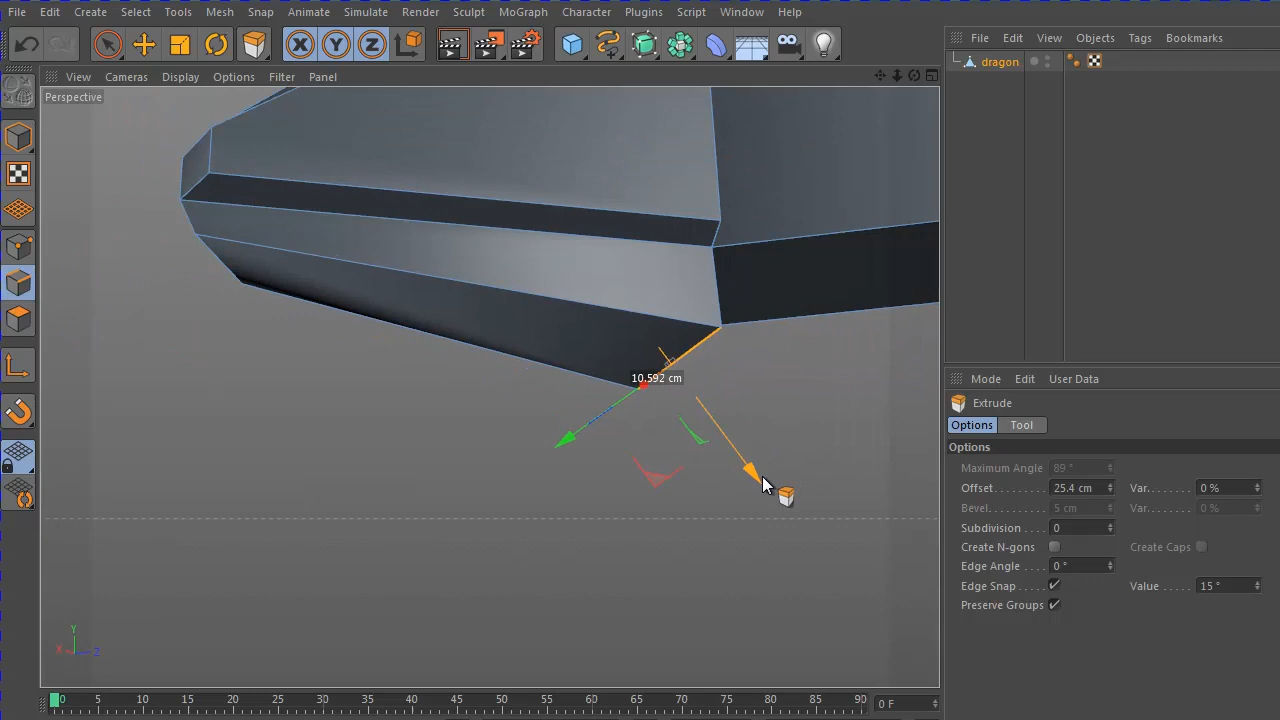 File Edit Create Select Tools Mesh Snap Animate Simulate Render Sculpt MoGraph Character Plugins Script Window Help
File Edit View Objects Tags Bookmarks
dragon
View Cameras Display Options Filter Panel
Perspective
10.592 cm
Mode Edit User Data
Extrude
Options Tool
Options
Maximum Angle 89 °
Offset 25.4 cm Var. 0 %
Bevel 5 cm Var. 0 %
Subdivision 0
Create N-gons Create Caps
Edge Angle 0 °
Edge Snap Value 15 °
Preserve Groups
Y
X Z
0 5 10 15 20 25 30 35 40 45 50 55 60 65 70 75 80 85 90 0 F